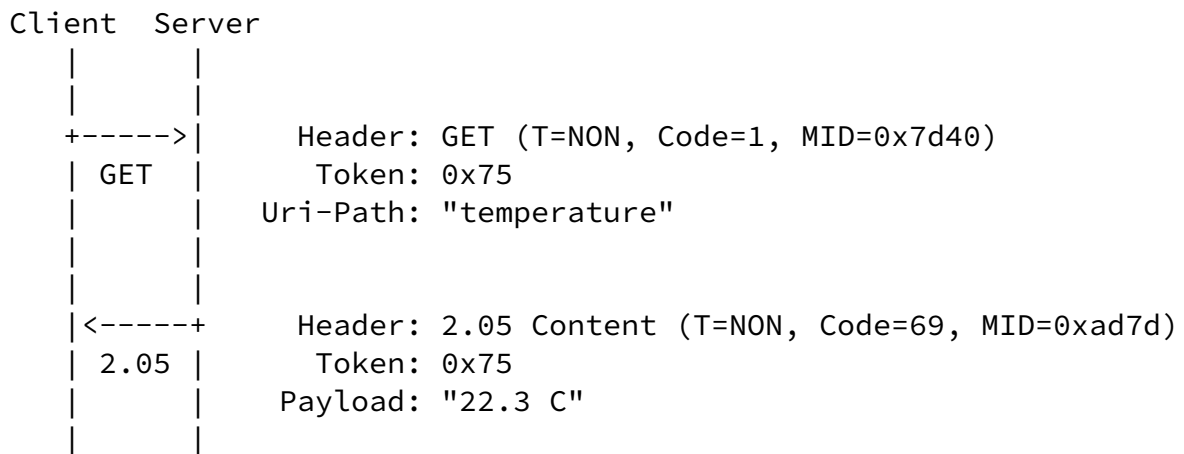 Client  Server
   |      |
   |      |
   +----->|     Header: GET (T=NON, Code=1, MID=0x7d40)
   | GET  |      Token: 0x75
   |      |   Uri-Path: "temperature"
   |      |
   |      |
   |<-----+     Header: 2.05 Content (T=NON, Code=69, MID=0xad7d)
   | 2.05 |      Token: 0x75
   |      |    Payload: "22.3 C"
   |      |